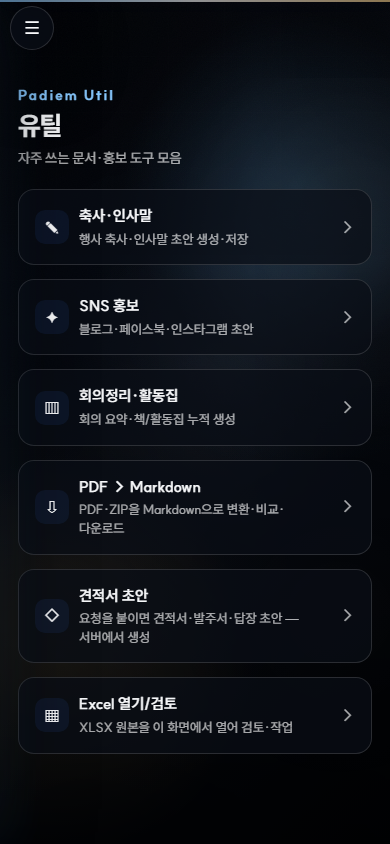 Padiem Util
유틸
자주 쓰는 문서·홍보 도구 모음
축사·인사말
행사 축사·인사말 초안 생성·저장
SNS 홍보
블로그·페이스북·인스타그램 초안
회의정리·활동집
회의 요약·책/활동집 누적 생성
PDF > Markdown
PDF·ZIP을 Markdown으로 변환·비교·
다운로드
견적서 초안
요청을 붙이면 견적서·발주서·답장 초안 —
서버에서 생성
Excel 열기/검토
XLSX 원본을 이 화면에서 열어 검토·작업